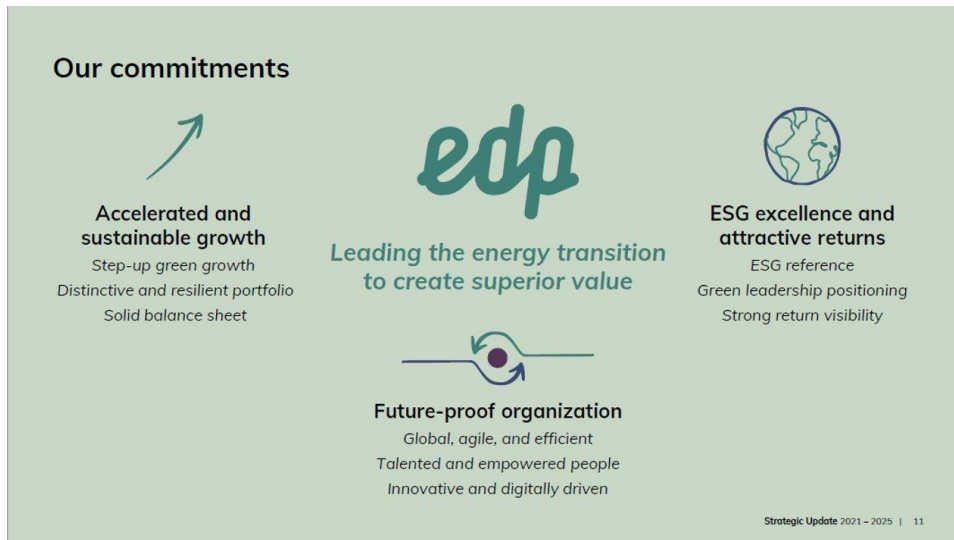 Our commitments
edp
Accelerated and
sustainable growth
Step-up green growth
Distinctive and resilient portfolio
Solid balance sheet
Leading the energy transition
to create superior value
ESG excellence and
attractive returns
ESG reference
Green leadership positioning
Strong return visibility
Future-proof organization
Global, agile, and efficient
Talented and empowered people
Innovative and digitally driven
Strategic Update 2021 – 2025 | 11